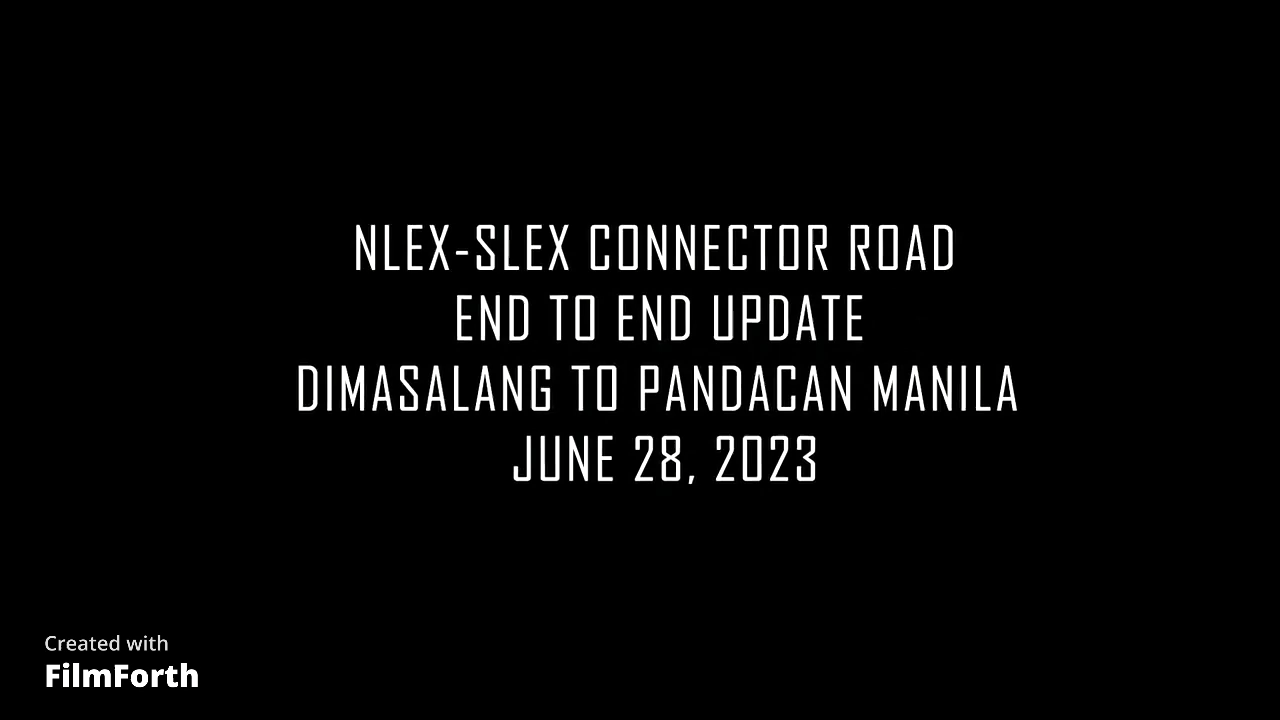 NLEX-SLEX CONNECTOR ROAD
END TO END UPDATE
DIMASALANG TO PANDACAN MANILA
JUNE 28, 2023
Created with
FilmForth